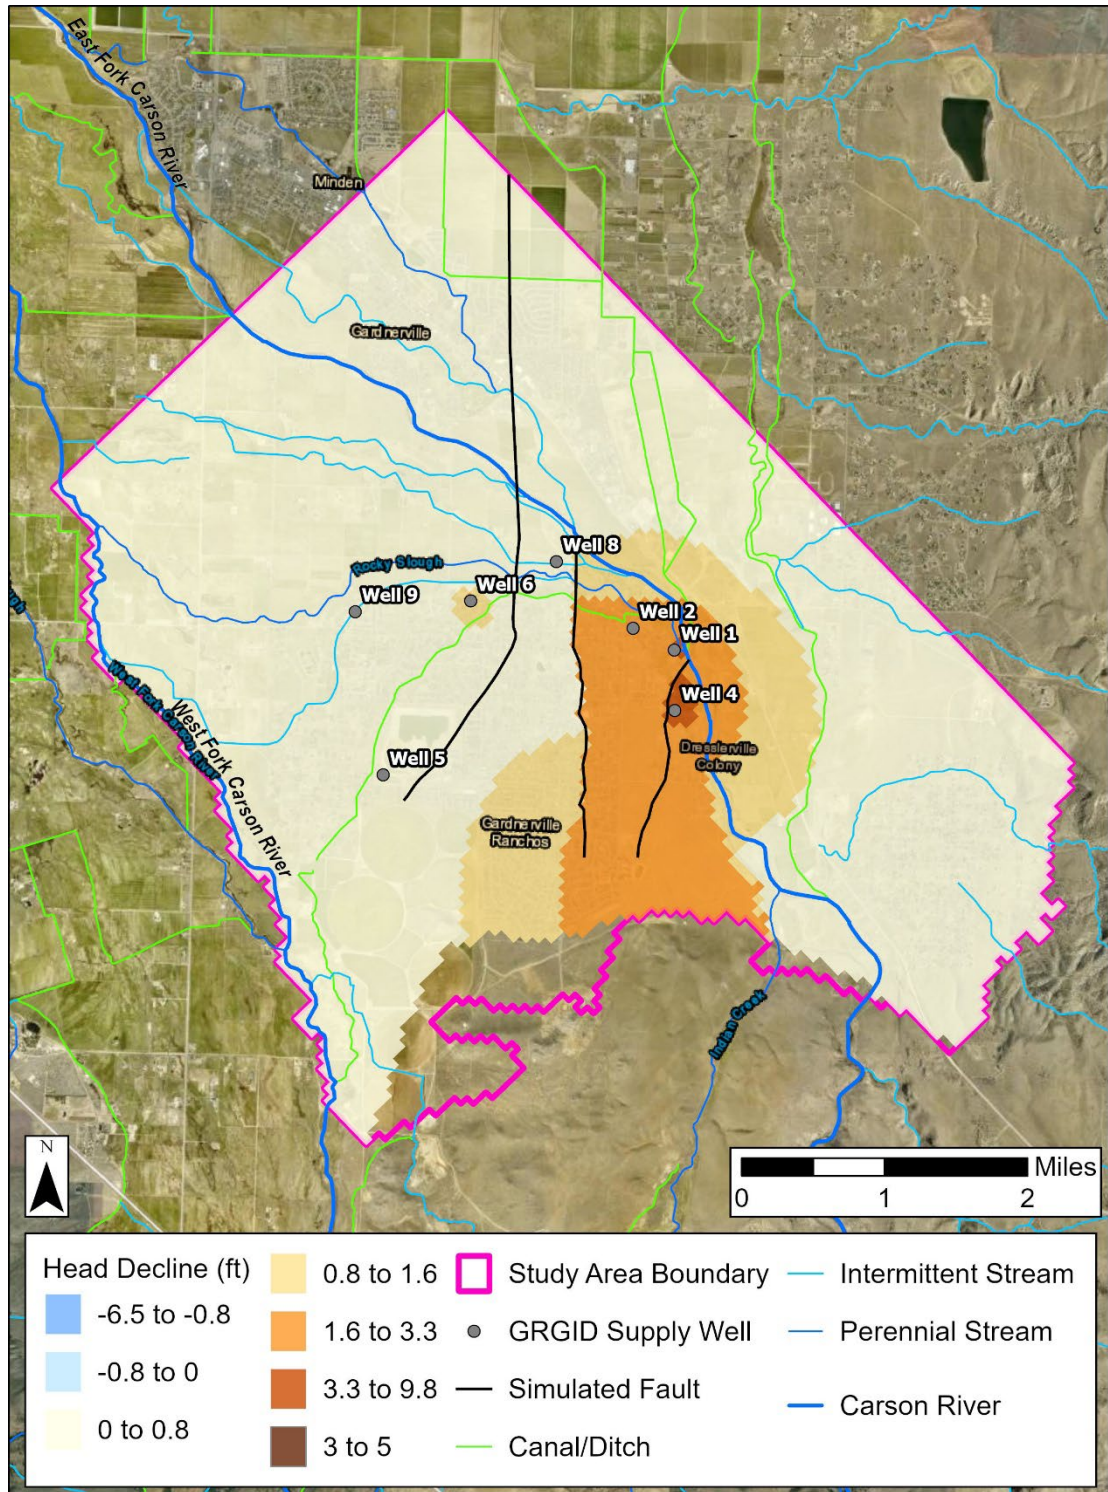 East Fork Carson River
Minden
Gardnerville
Well 8
Rocky Slough
Well 6
Well 9
Well 2
Well 1
Well 4
West Fork Carson River
West Fork Carson River
Dresslerville
Colony
Well 5
Gardnerville
Ranchos
Indian Creek
N
Miles
0
1
2
Head Decline (ft)
-6.5 to -0.8
-0.8 to 0
0 to 0.8
0.8 to 1.6
1.6 to 3.3
3.3 to 9.8
3 to 5
Study Area Boundary
GRGID Supply Well
Simulated Fault
Canal/Ditch
Intermittent Stream
Perennial Stream
Carson River